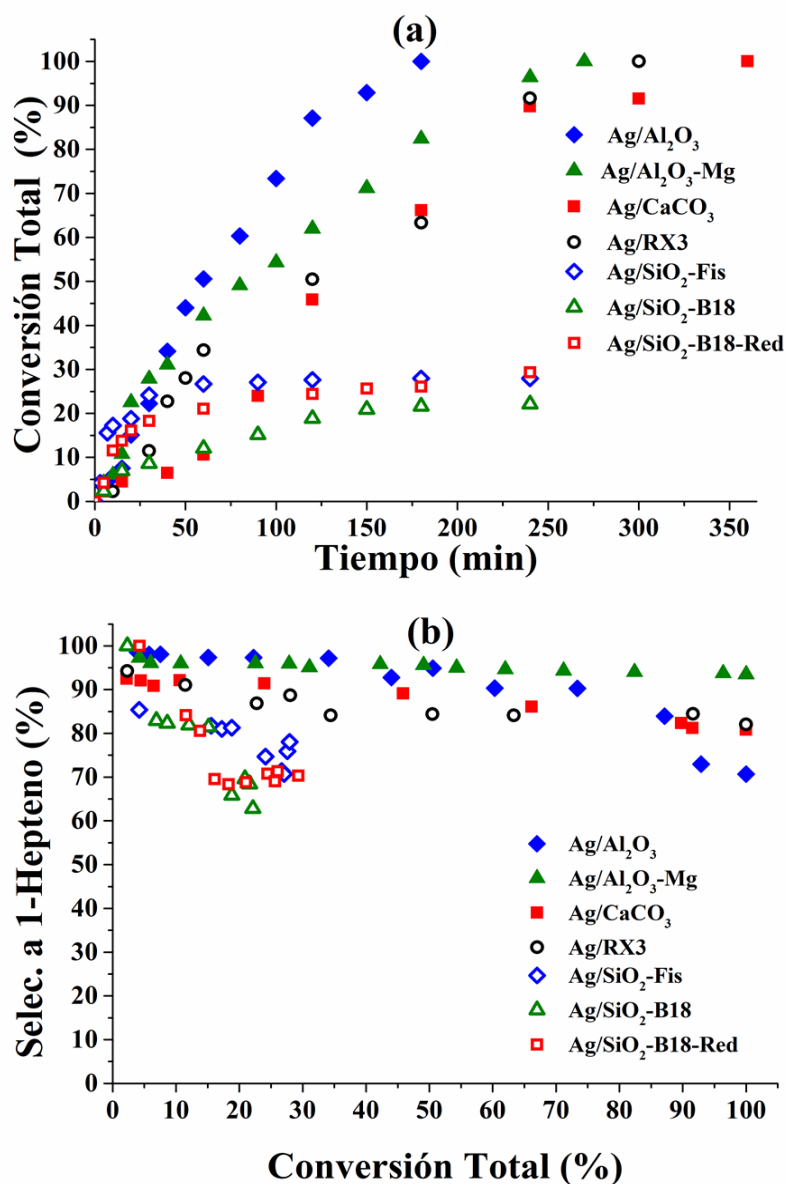 (a)
100
90
80
70
60
50
40
30
20
10
0
Conversión Total (%)
Ag/Al₂O₃
Ag/Al₂O₃-Mg
Ag/CaCO₃
Ag/RX3
Ag/SiO₂-Fis
Ag/SiO₂-B18
Ag/SiO₂-B18-Red
0 50 100 150 200 250 300 350
Tiempo (min)
(b)
100
90
80
70
60
50
40
30
20
10
0
Selec. a 1-Hepteno (%)
Ag/Al₂O₃
Ag/Al₂O₃-Mg
Ag/CaCO₃
Ag/RX3
Ag/SiO₂-Fis
Ag/SiO₂-B18
Ag/SiO₂-B18-Red
0 10 20 30 40 50 60 70 80 90 100
Conversión Total (%)